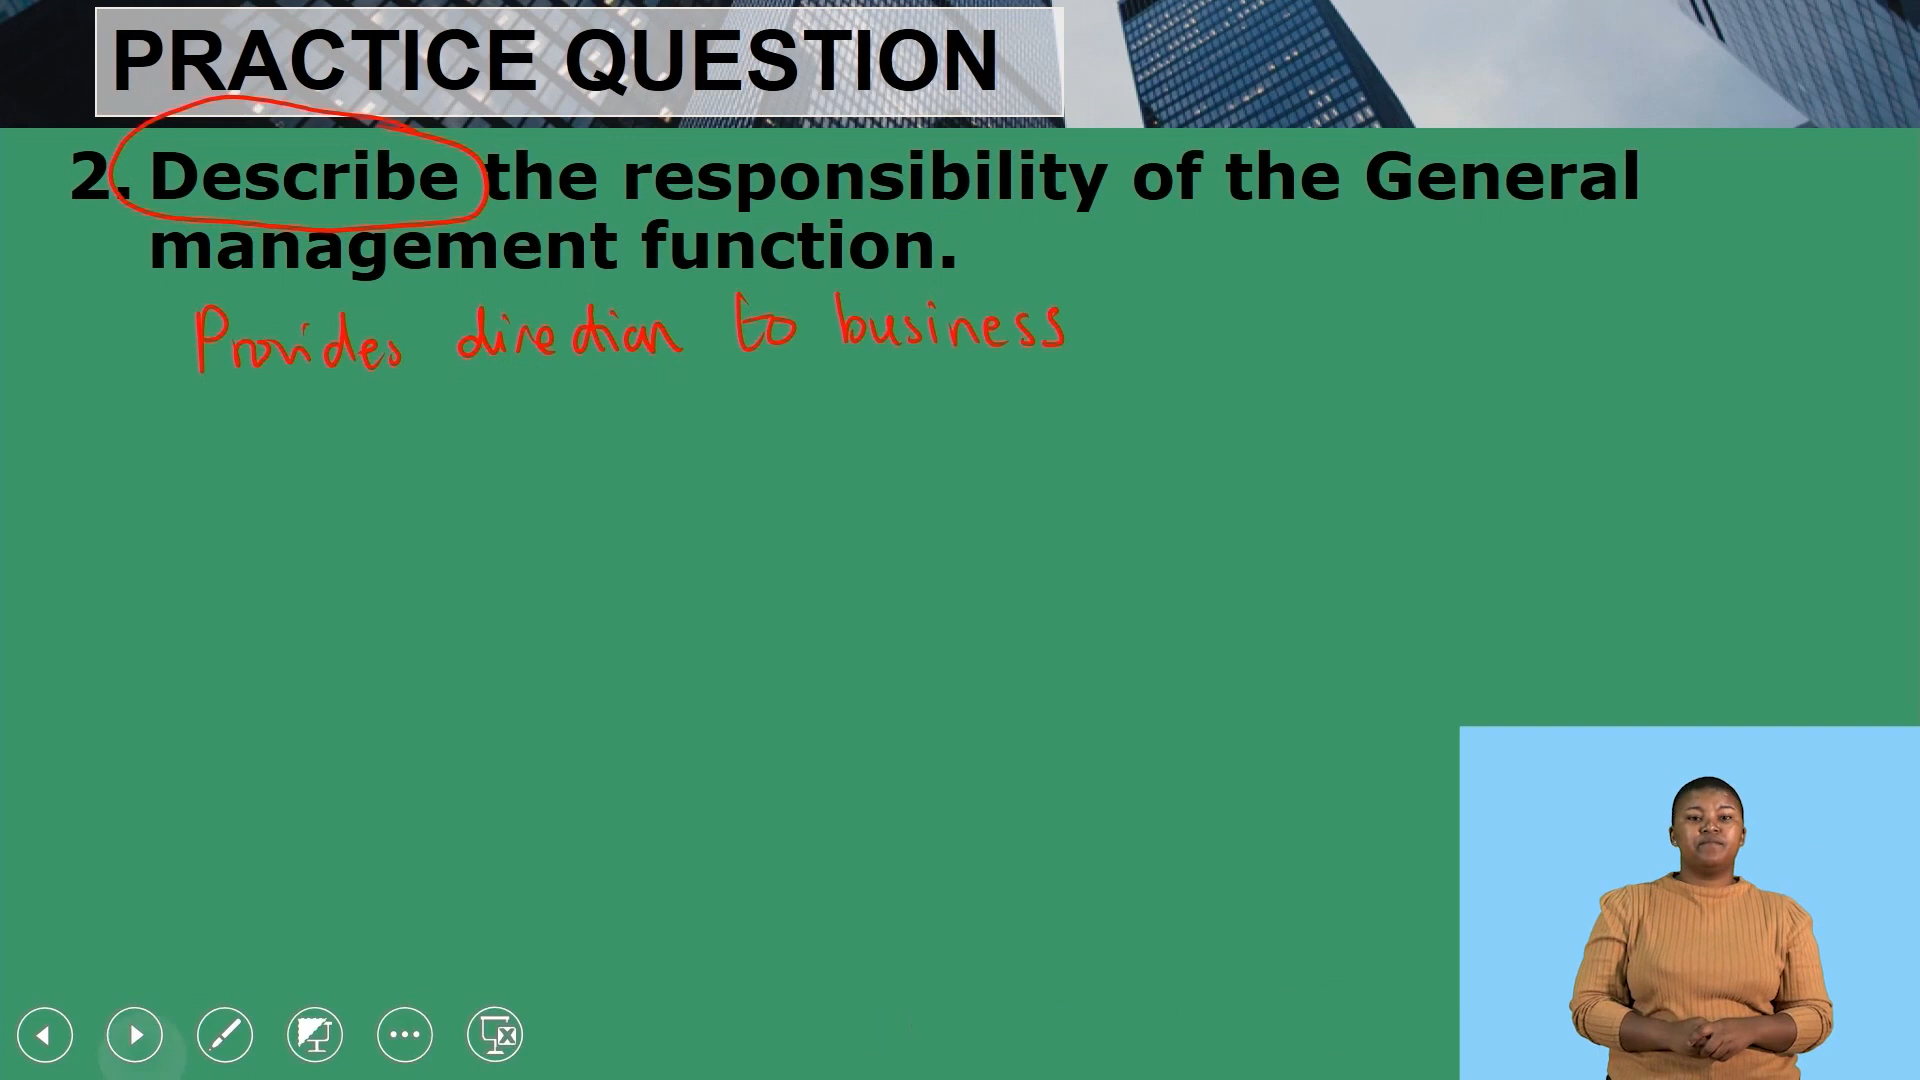 PRACTICE QUESTION
2. Describe the responsibility of the General
management function.
Provides direction to business